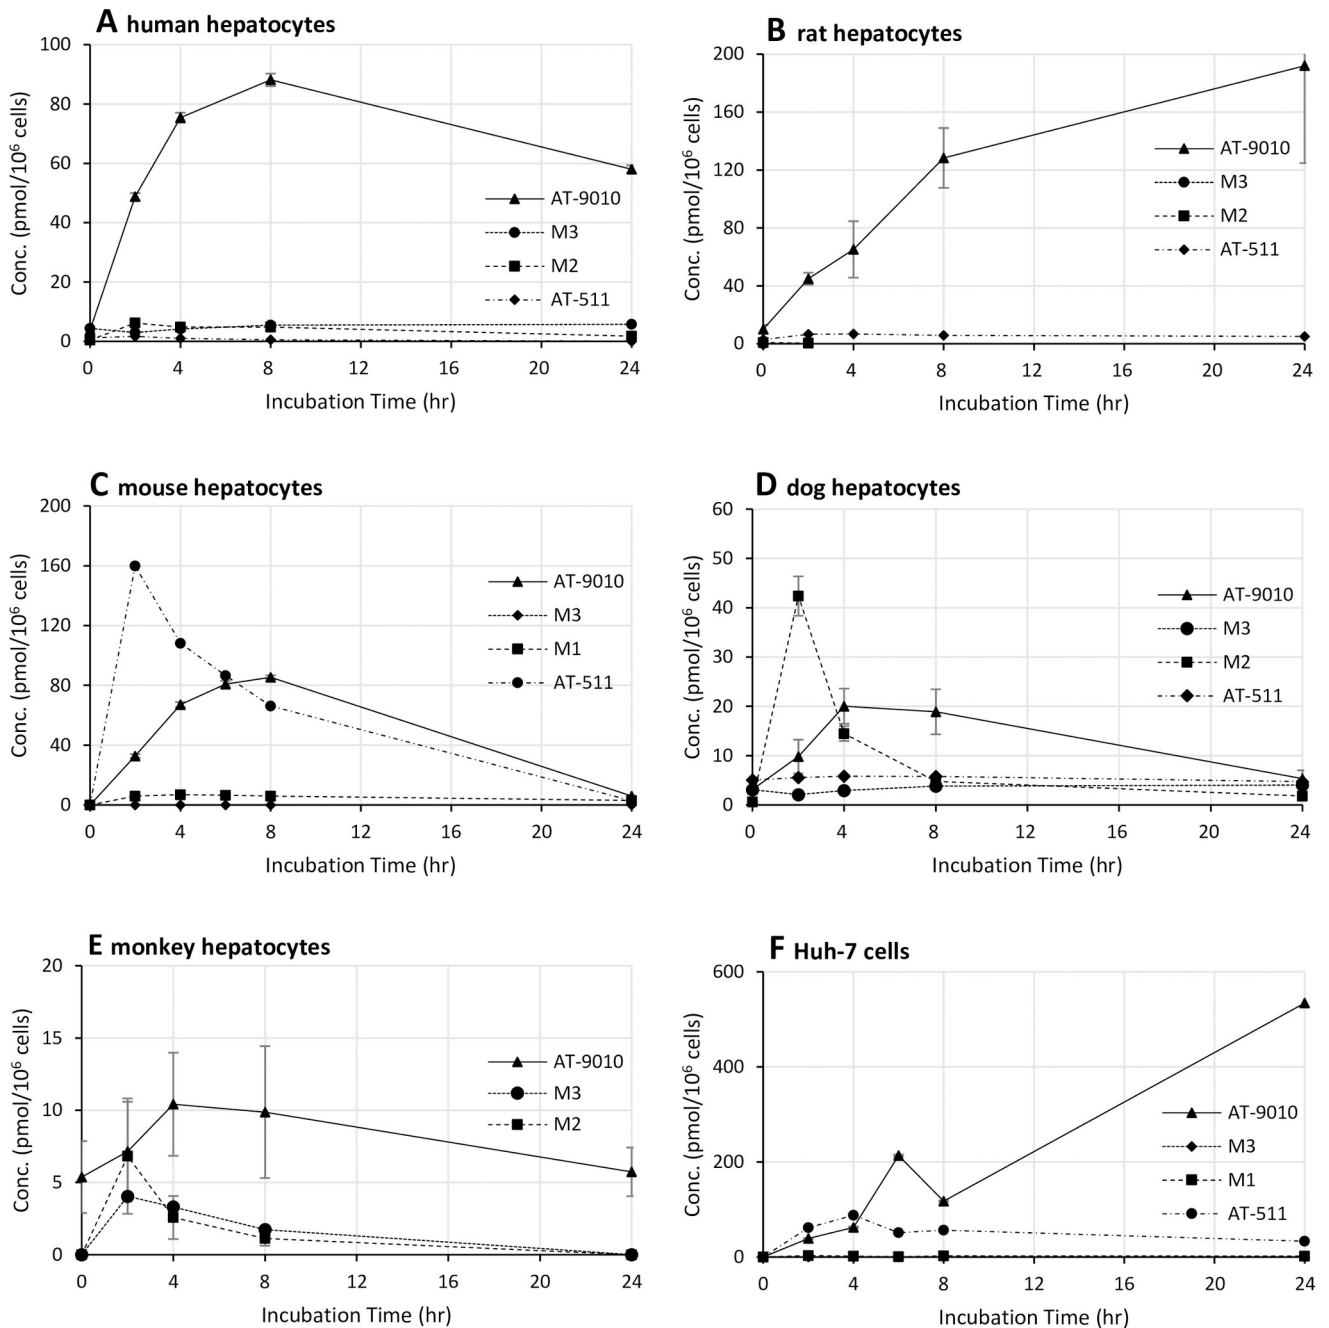 A human hepatocytes
100
80
60
40
20
0
Conc. (pmol/10⁶ cells)
AT-9010
M3
M2
AT-511
0 4 8 12 16 20 24
Incubation Time (hr)
B rat hepatocytes
200
160
120
80
40
0
Conc. (pmol/10⁶ cells)
AT-9010
M3
M2
AT-511
0 4 8 12 16 20 24
Incubation Time (hr)
C mouse hepatocytes
200
160
120
80
40
0
Conc. (pmol/10⁶ cells)
AT-9010
M3
M1
AT-511
0 4 8 12 16 20 24
Incubation Time (hr)
D dog hepatocytes
60
50
40
30
20
10
0
Conc. (pmol/10⁶ cells)
AT-9010
M3
M2
AT-511
0 4 8 12 16 20 24
Incubation Time (hr)
E monkey hepatocytes
20
15
10
5
0
Conc. (pmol/10⁶ cells)
AT-9010
M3
M2
0 4 8 12 16 20 24
Incubation Time (hr)
F Huh-7 cells
600
400
200
0
Conc. (pmol/10⁶ cells)
AT-9010
M3
M1
AT-511
0 4 8 12 16 20 24
Incubation Time (hr)